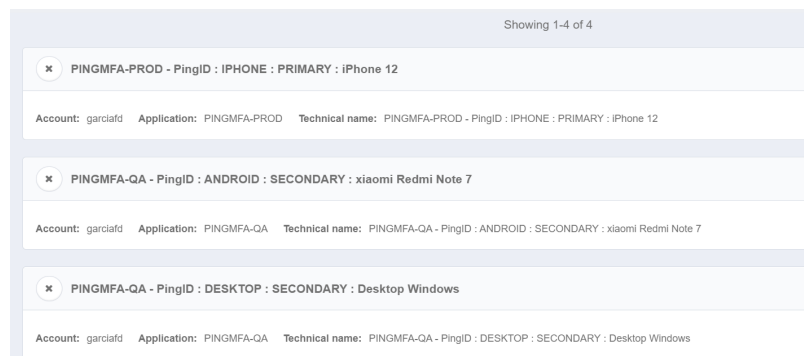 Showing 1-4 of 4
PINGMFA-PROD - PingID : IPHONE : PRIMARY : iPhone 12
Account: garciafd Application: PINGMFA-PROD Technical name: PINGMFA-PROD - PingID : IPHONE : PRIMARY : iPhone 12
PINGMFA-QA - PingID : ANDROID : SECONDARY : xiaomi Redmi Note 7
Account: garciafd Application: PINGMFA-QA Technical name: PINGMFA-QA - PingID : ANDROID : SECONDARY : xiaomi Redmi Note 7
PINGMFA-QA - PingID : DESKTOP : SECONDARY : Desktop Windows
Account: garciafd Application: PINGMFA-QA Technical name: PINGMFA-QA - PingID : DESKTOP : SECONDARY : Desktop Windows